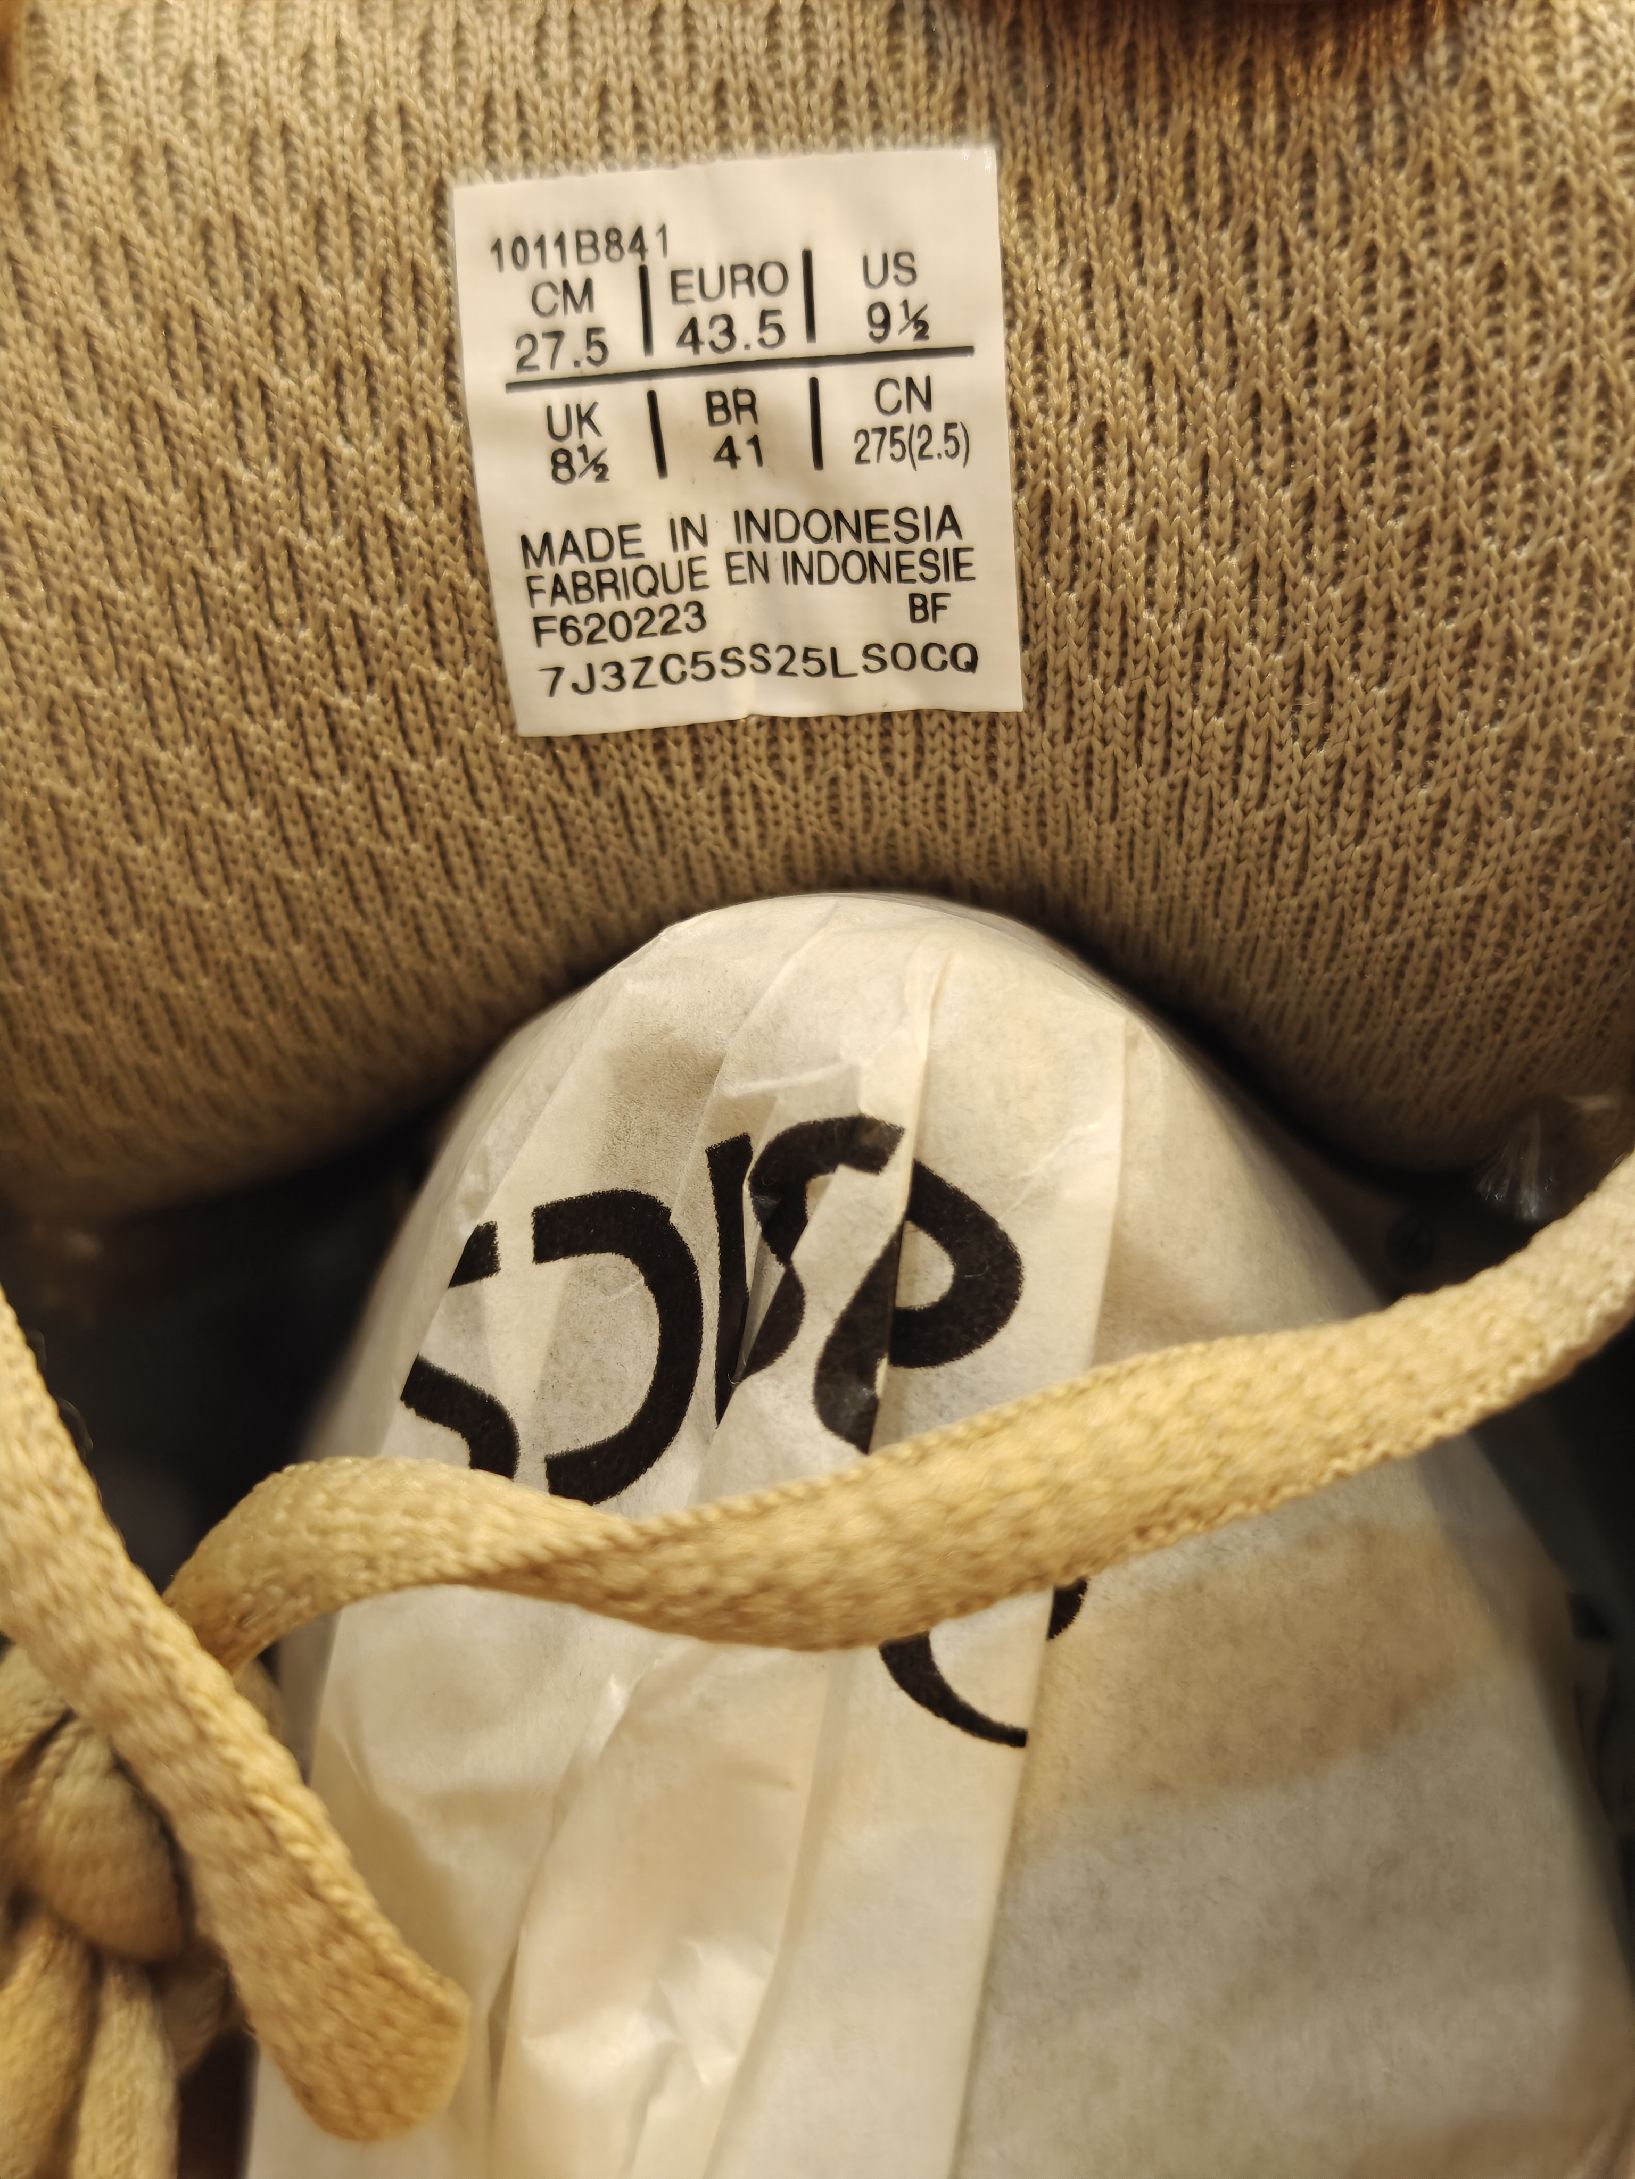 1011B841
CM | EURO | US
27.5 | 43.5 | 9½
UK | BR | CN
8½ | 41 | 275(2.5)
MADE IN INDONESIA
FABRIQUE EN INDONESIE
F620223 BF
7J3ZC5SS25LSOCQ